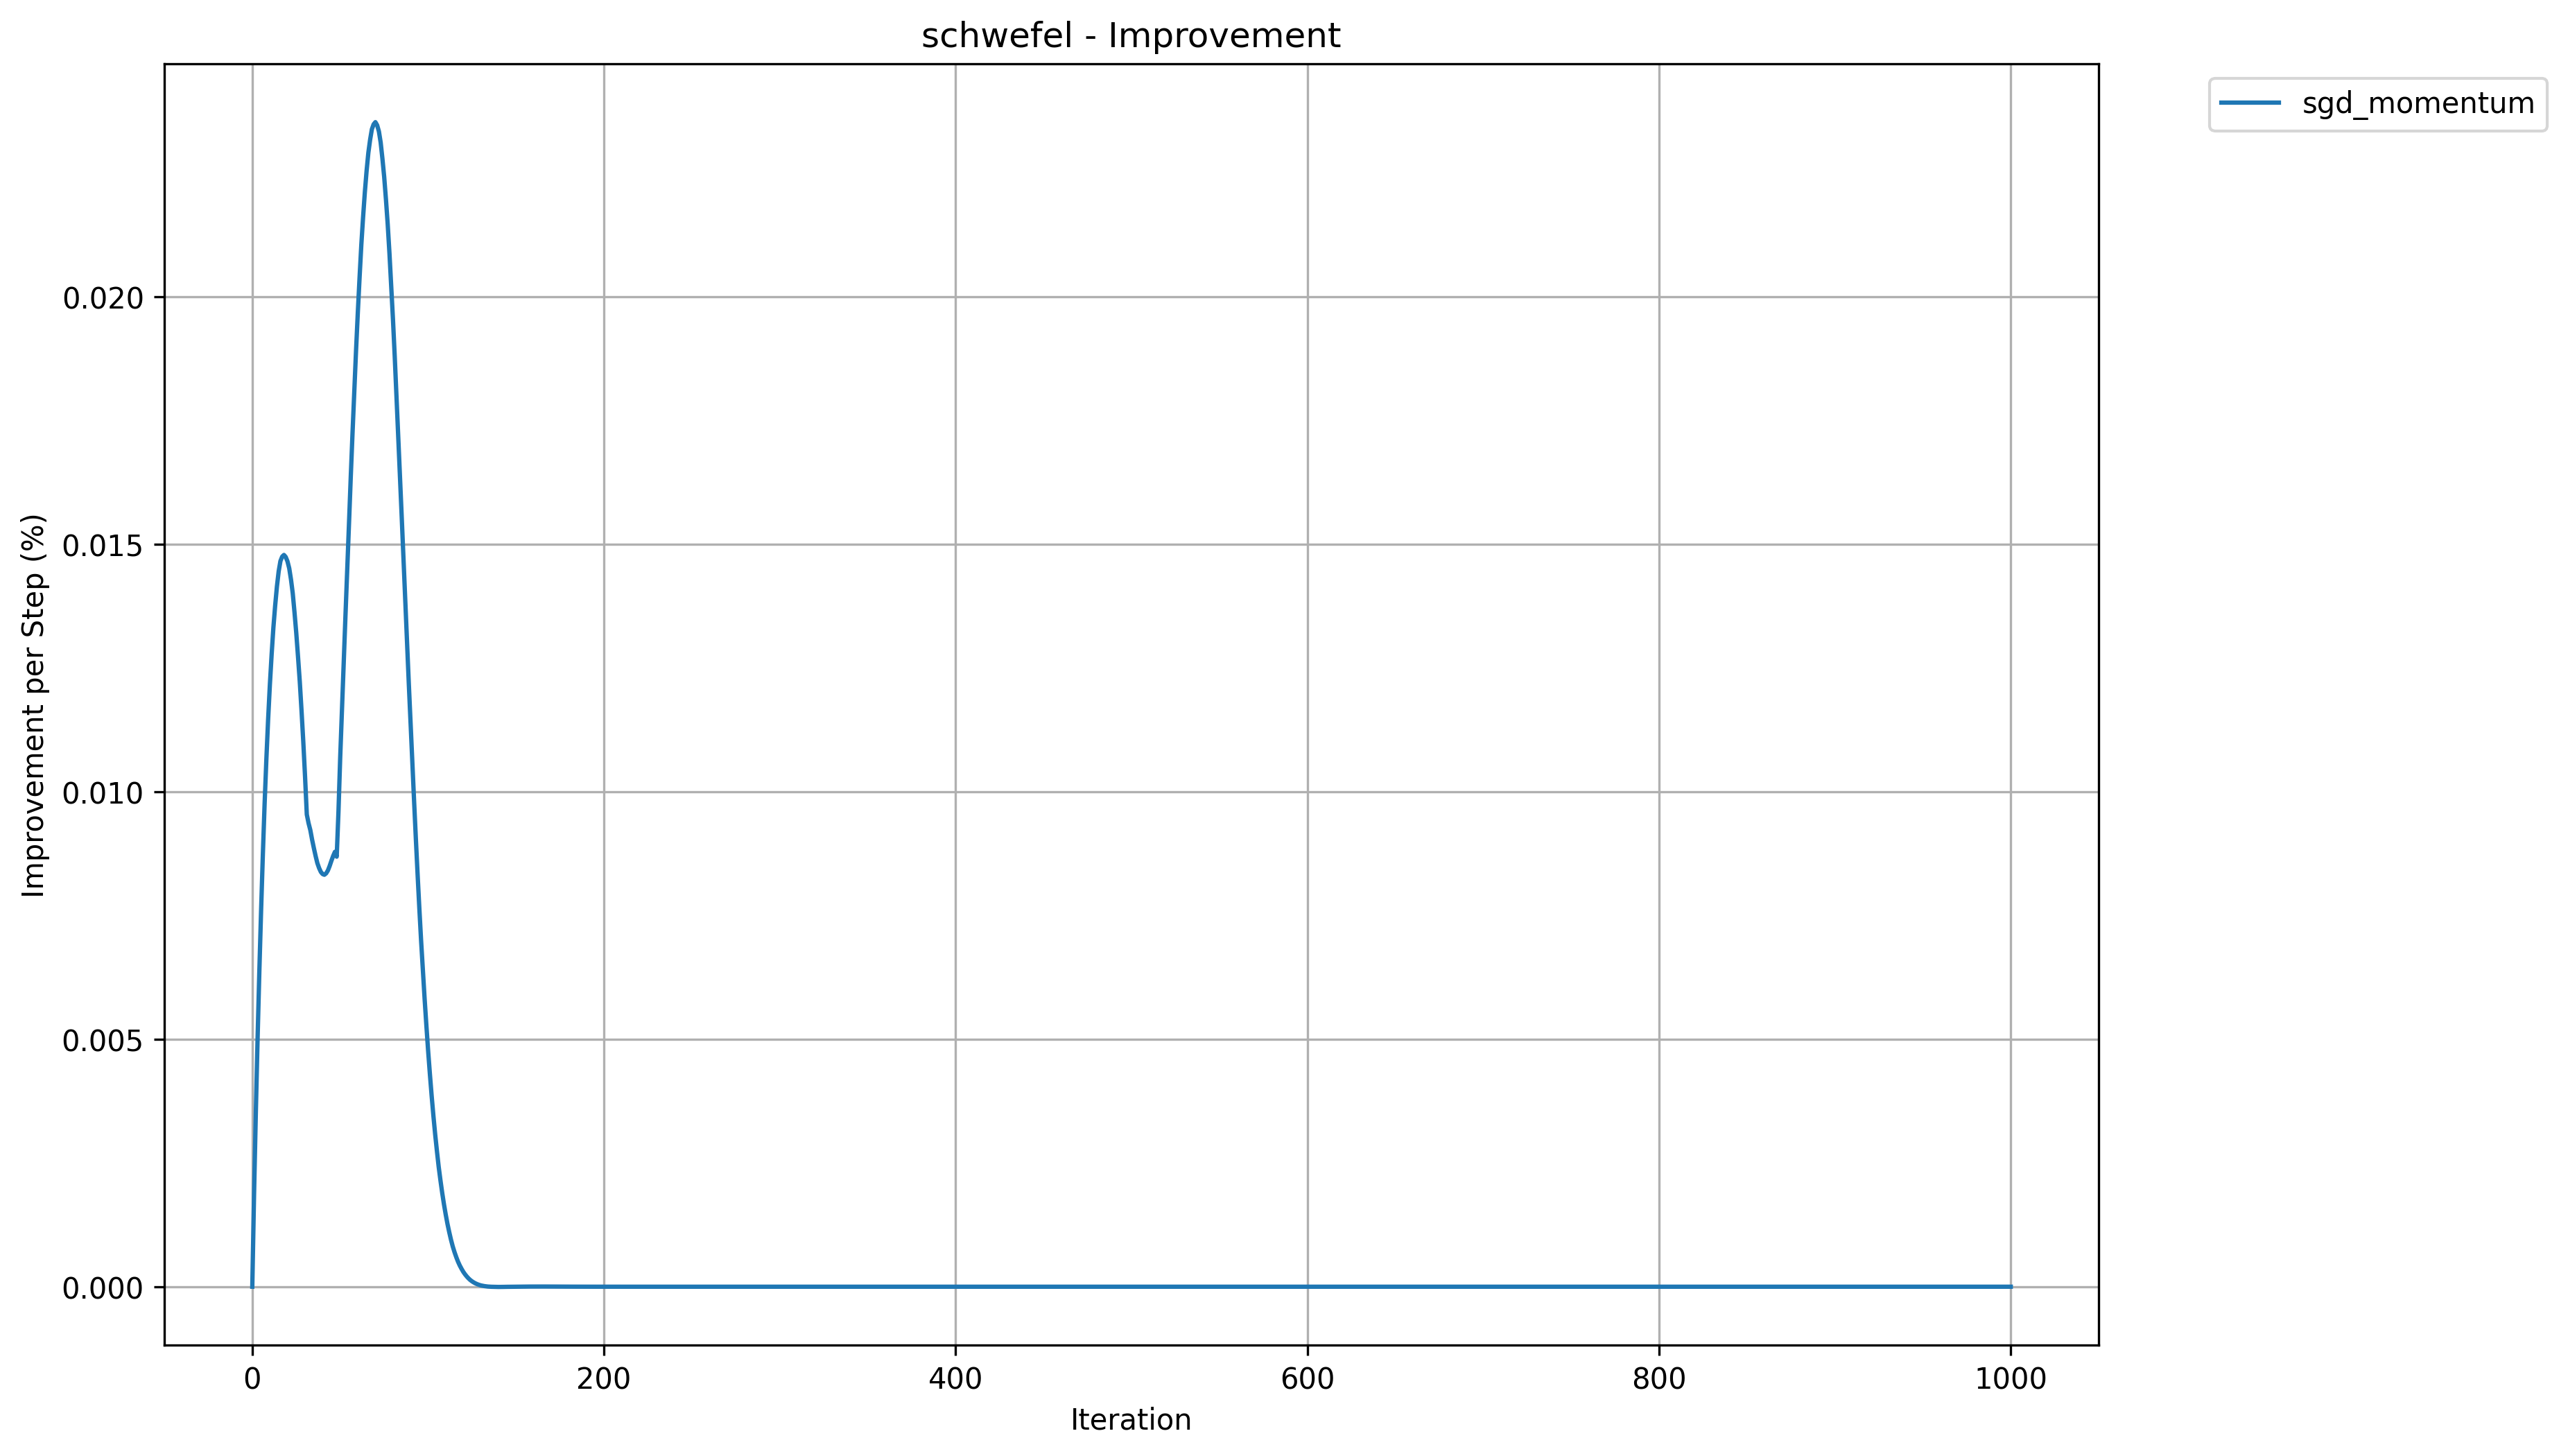 schwefel - Improvement
sgd_momentum
Improvement per Step (%)
0.020
0.015
0.010
0.005
0.000
0 200 400 600 800 1000
Iteration